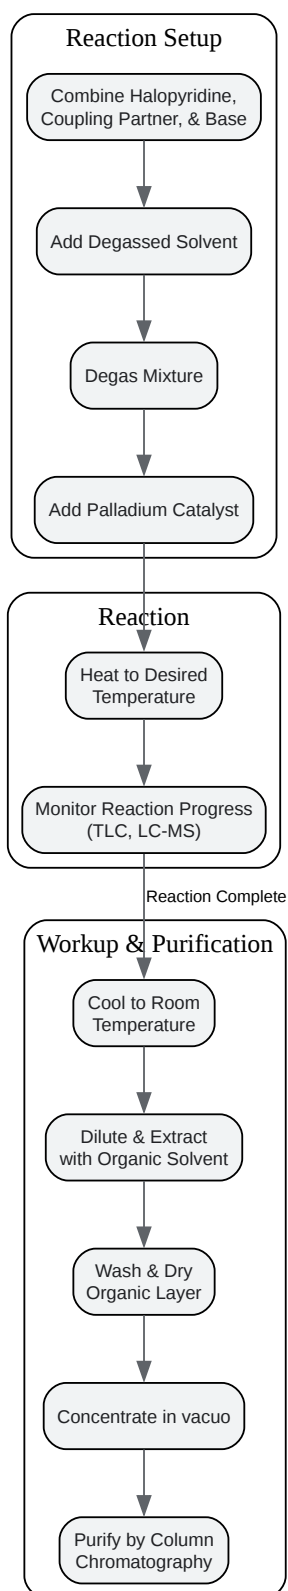 Reaction Setup
Combine Halopyridine,
Coupling Partner, & Base
Add Degassed Solvent
Degas Mixture
Add Palladium Catalyst
Reaction
Heat to Desired
Temperature
Monitor Reaction Progress
(TLC, LC-MS)
Reaction Complete
Workup & Purification
Cool to Room
Temperature
Dilute & Extract
with Organic Solvent
Wash & Dry
Organic Layer
Concentrate in vacuo
Purify by Column
Chromatography